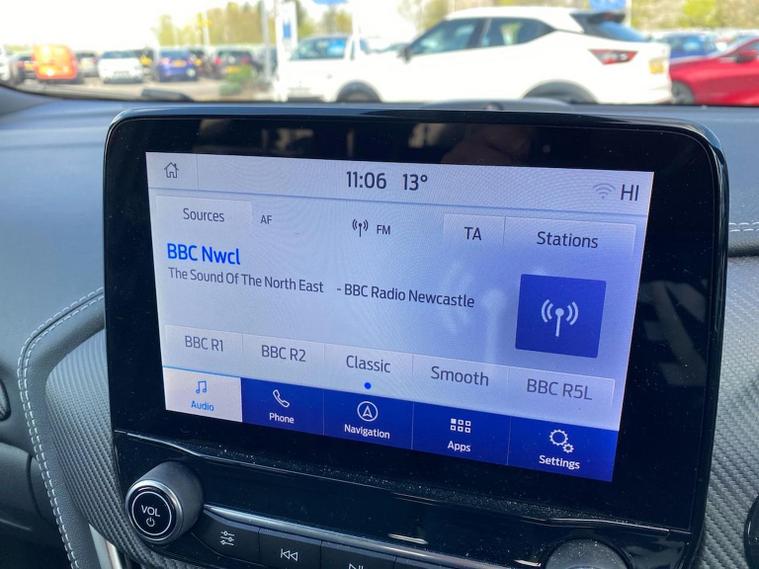 11:06 13° HI
Sources AF FM TA Stations
BBC Nwcl
The Sound Of The North East - BBC Radio Newcastle
BBC R1 BBC R2 Classic Smooth BBC R5L
Audio Phone Navigation Apps Settings
VOL